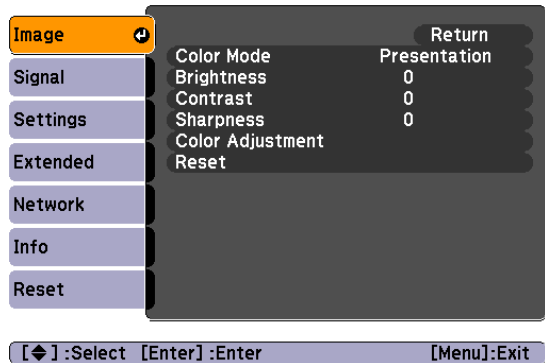 Image
Signal
Settings
Extended
Network
Info
Reset
Return
Color Mode Presentation
Brightness 0
Contrast 0
Sharpness 0
Color Adjustment
Reset
[◆] :Select [Enter] :Enter [Menu]:Exit